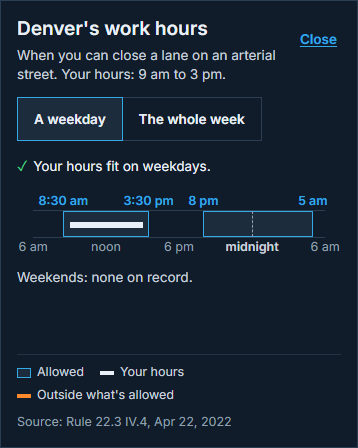 Denver's work hours
Close
When you can close a lane on an arterial
street. Your hours: 9 am to 3 pm.
A weekday
The whole week
✓ Your hours fit on weekdays.
8:30 am 3:30 pm 8 pm 5 am
6 am noon 6 pm midnight 6 am
Weekends: none on record.
Allowed Your hours
Outside what's allowed
Source: Rule 22.3 IV.4, Apr 22, 2022